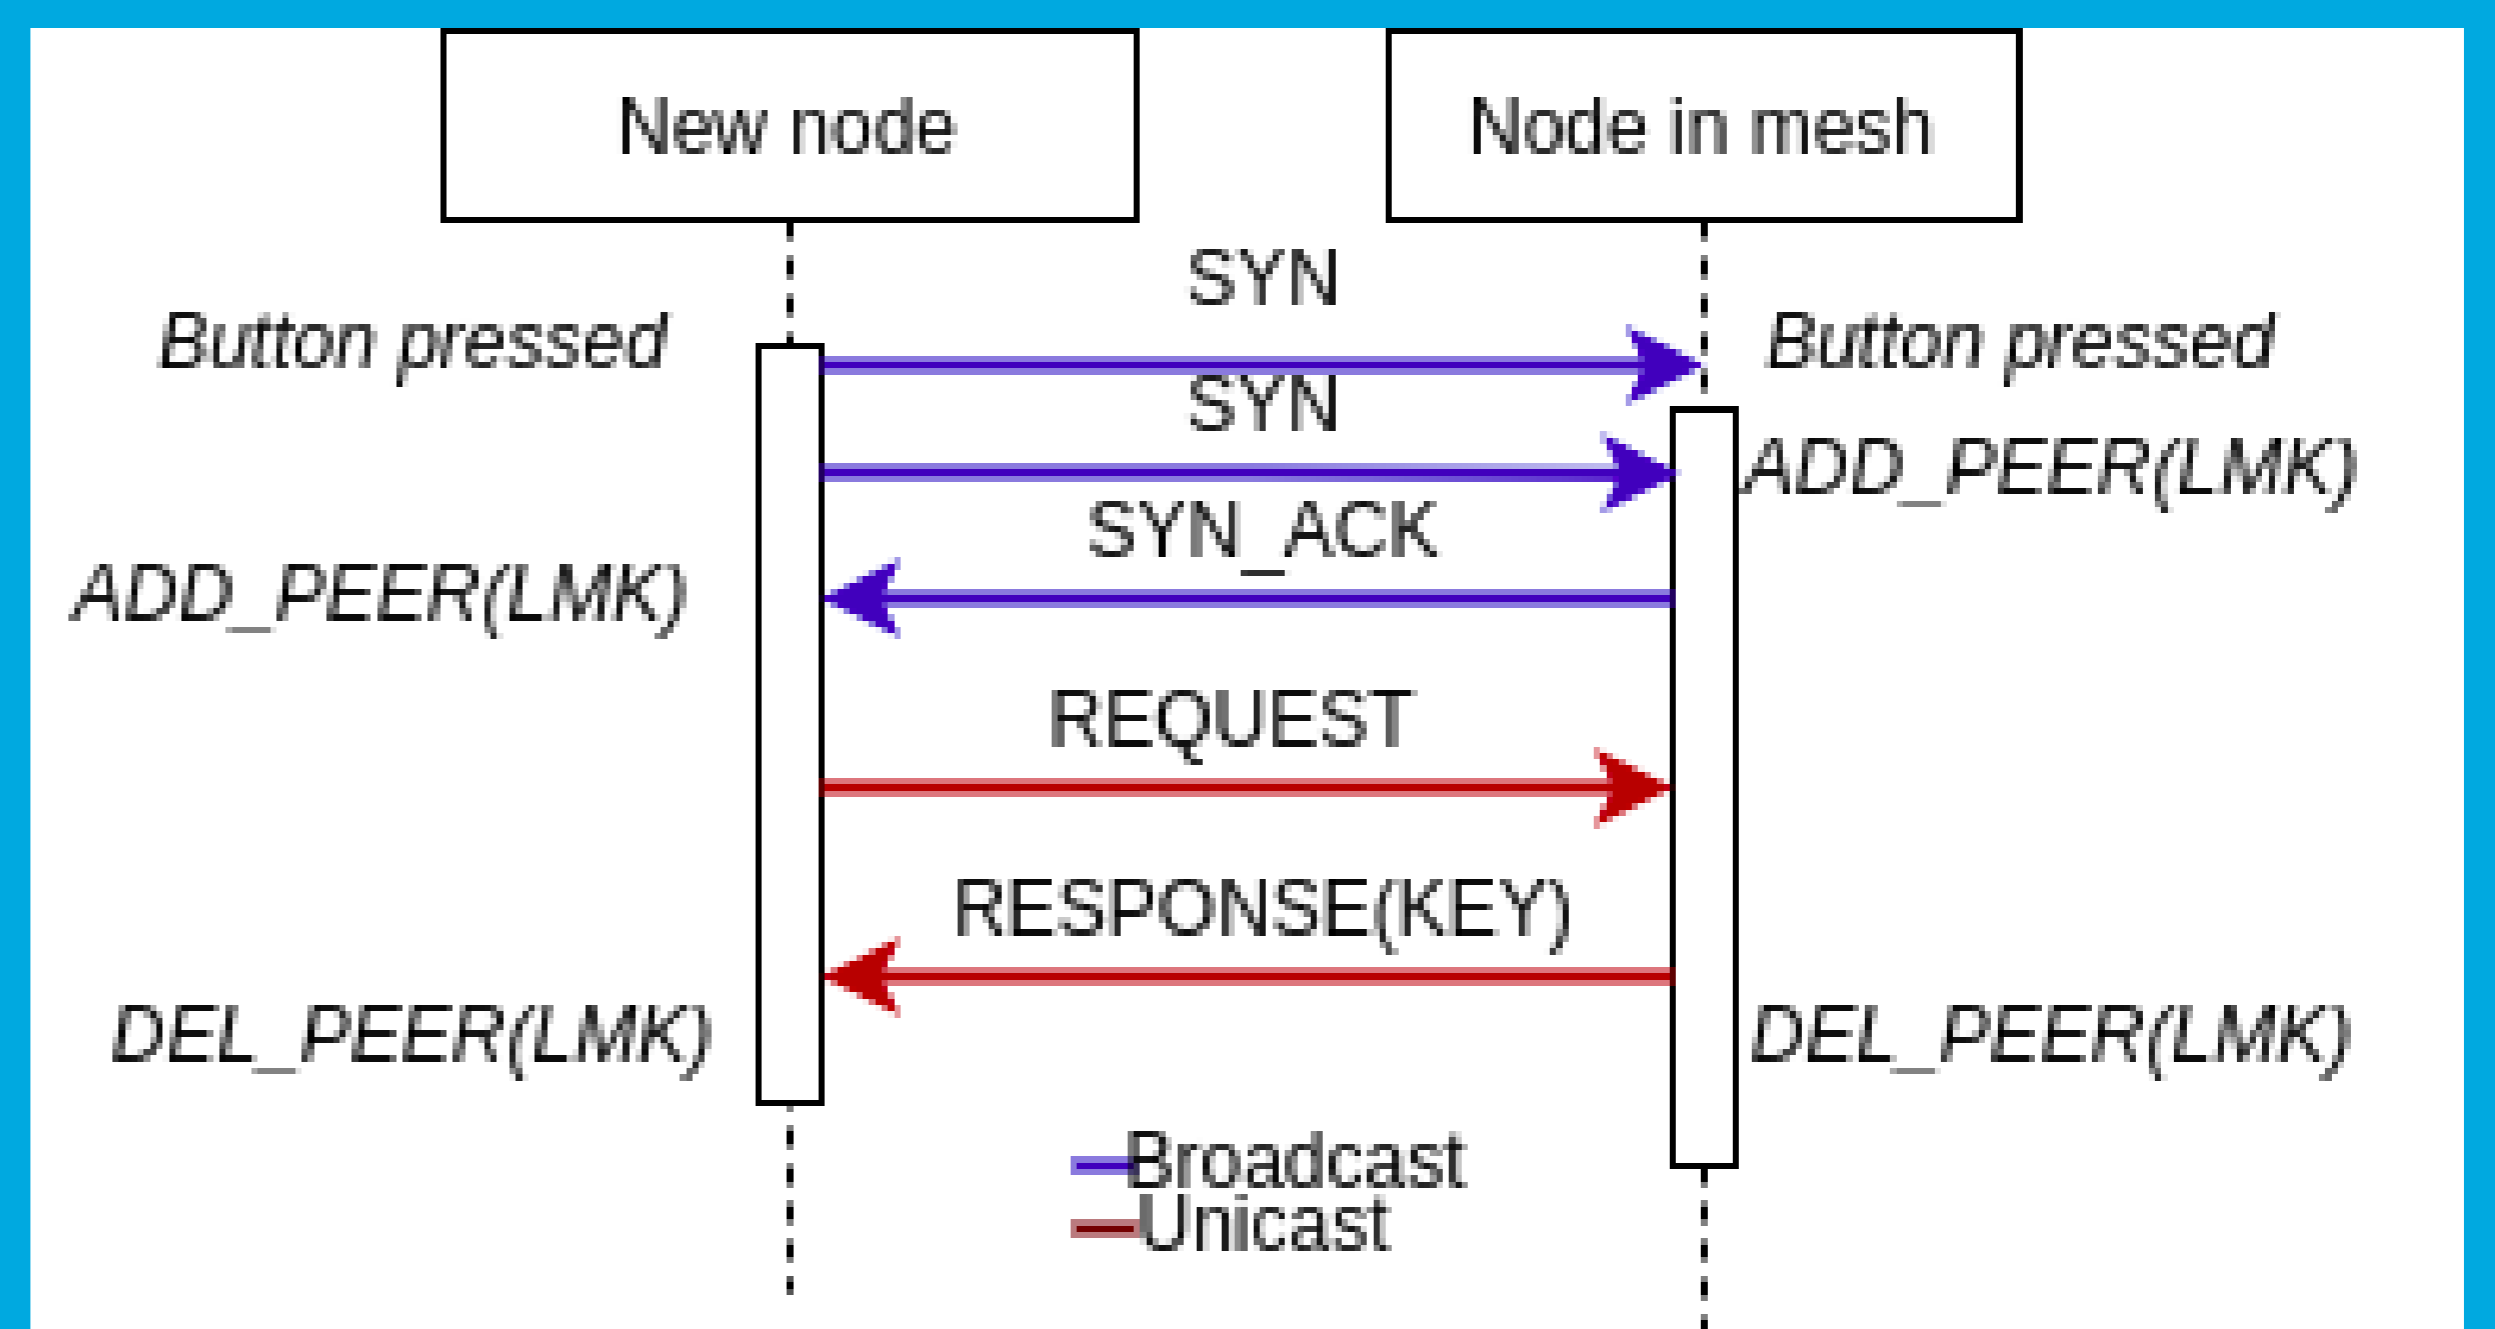 New node
Node in mesh
SYN
Button pressed
Button pressed
SYN
ADD_PEER(LMK)
SYN_ACK
ADD_PEER(LMK)
REQUEST
RESPONSE(KEY)
DEL_PEER(LMK)
DEL_PEER(LMK)
Broadcast
Unicast